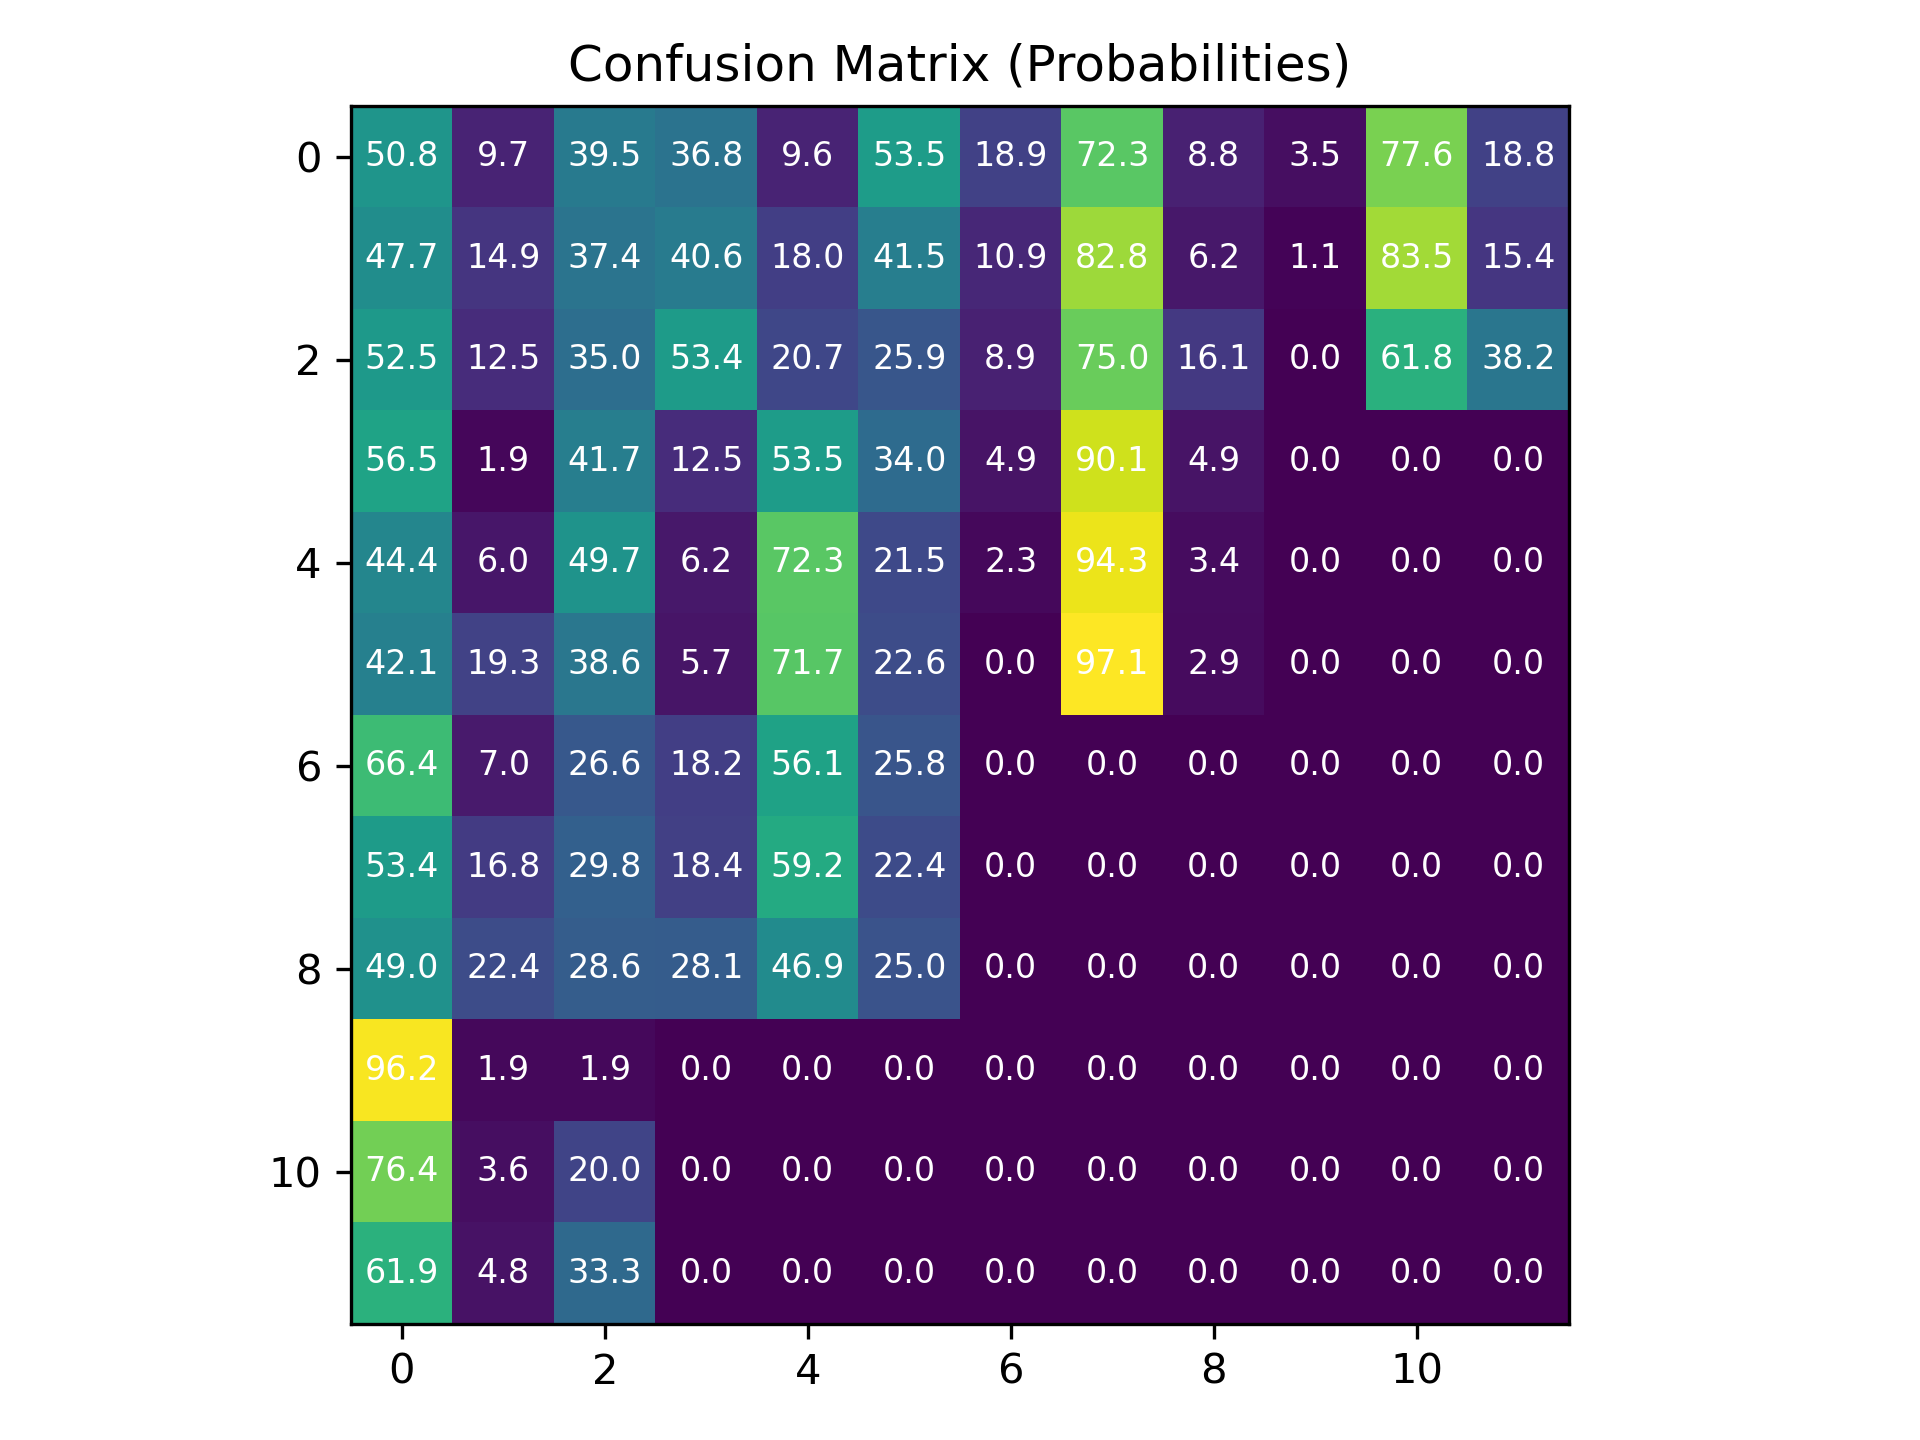 Confusion Matrix (Probabilities)
0 50.8 9.7 39.5 36.8 9.6 53.5 18.9 72.3 8.8 3.5 77.6 18.8
47.7 14.9 37.4 40.6 18.0 41.5 10.9 82.8 6.2 1.1 83.5 15.4
2 52.5 12.5 35.0 53.4 20.7 25.9 8.9 75.0 16.1 0.0 61.8 38.2
56.5 1.9 41.7 12.5 53.5 34.0 4.9 90.1 4.9 0.0 0.0 0.0
4 44.4 6.0 49.7 6.2 72.3 21.5 2.3 94.3 3.4 0.0 0.0 0.0
42.1 19.3 38.6 5.7 71.7 22.6 0.0 97.1 2.9 0.0 0.0 0.0
6 66.4 7.0 26.6 18.2 56.1 25.8 0.0 0.0 0.0 0.0 0.0 0.0
53.4 16.8 29.8 18.4 59.2 22.4 0.0 0.0 0.0 0.0 0.0 0.0
8 49.0 22.4 28.6 28.1 46.9 25.0 0.0 0.0 0.0 0.0 0.0 0.0
96.2 1.9 1.9 0.0 0.0 0.0 0.0 0.0 0.0 0.0 0.0 0.0
10 76.4 3.6 20.0 0.0 0.0 0.0 0.0 0.0 0.0 0.0 0.0 0.0
61.9 4.8 33.3 0.0 0.0 0.0 0.0 0.0 0.0 0.0 0.0 0.0
0 2 4 6 8 10